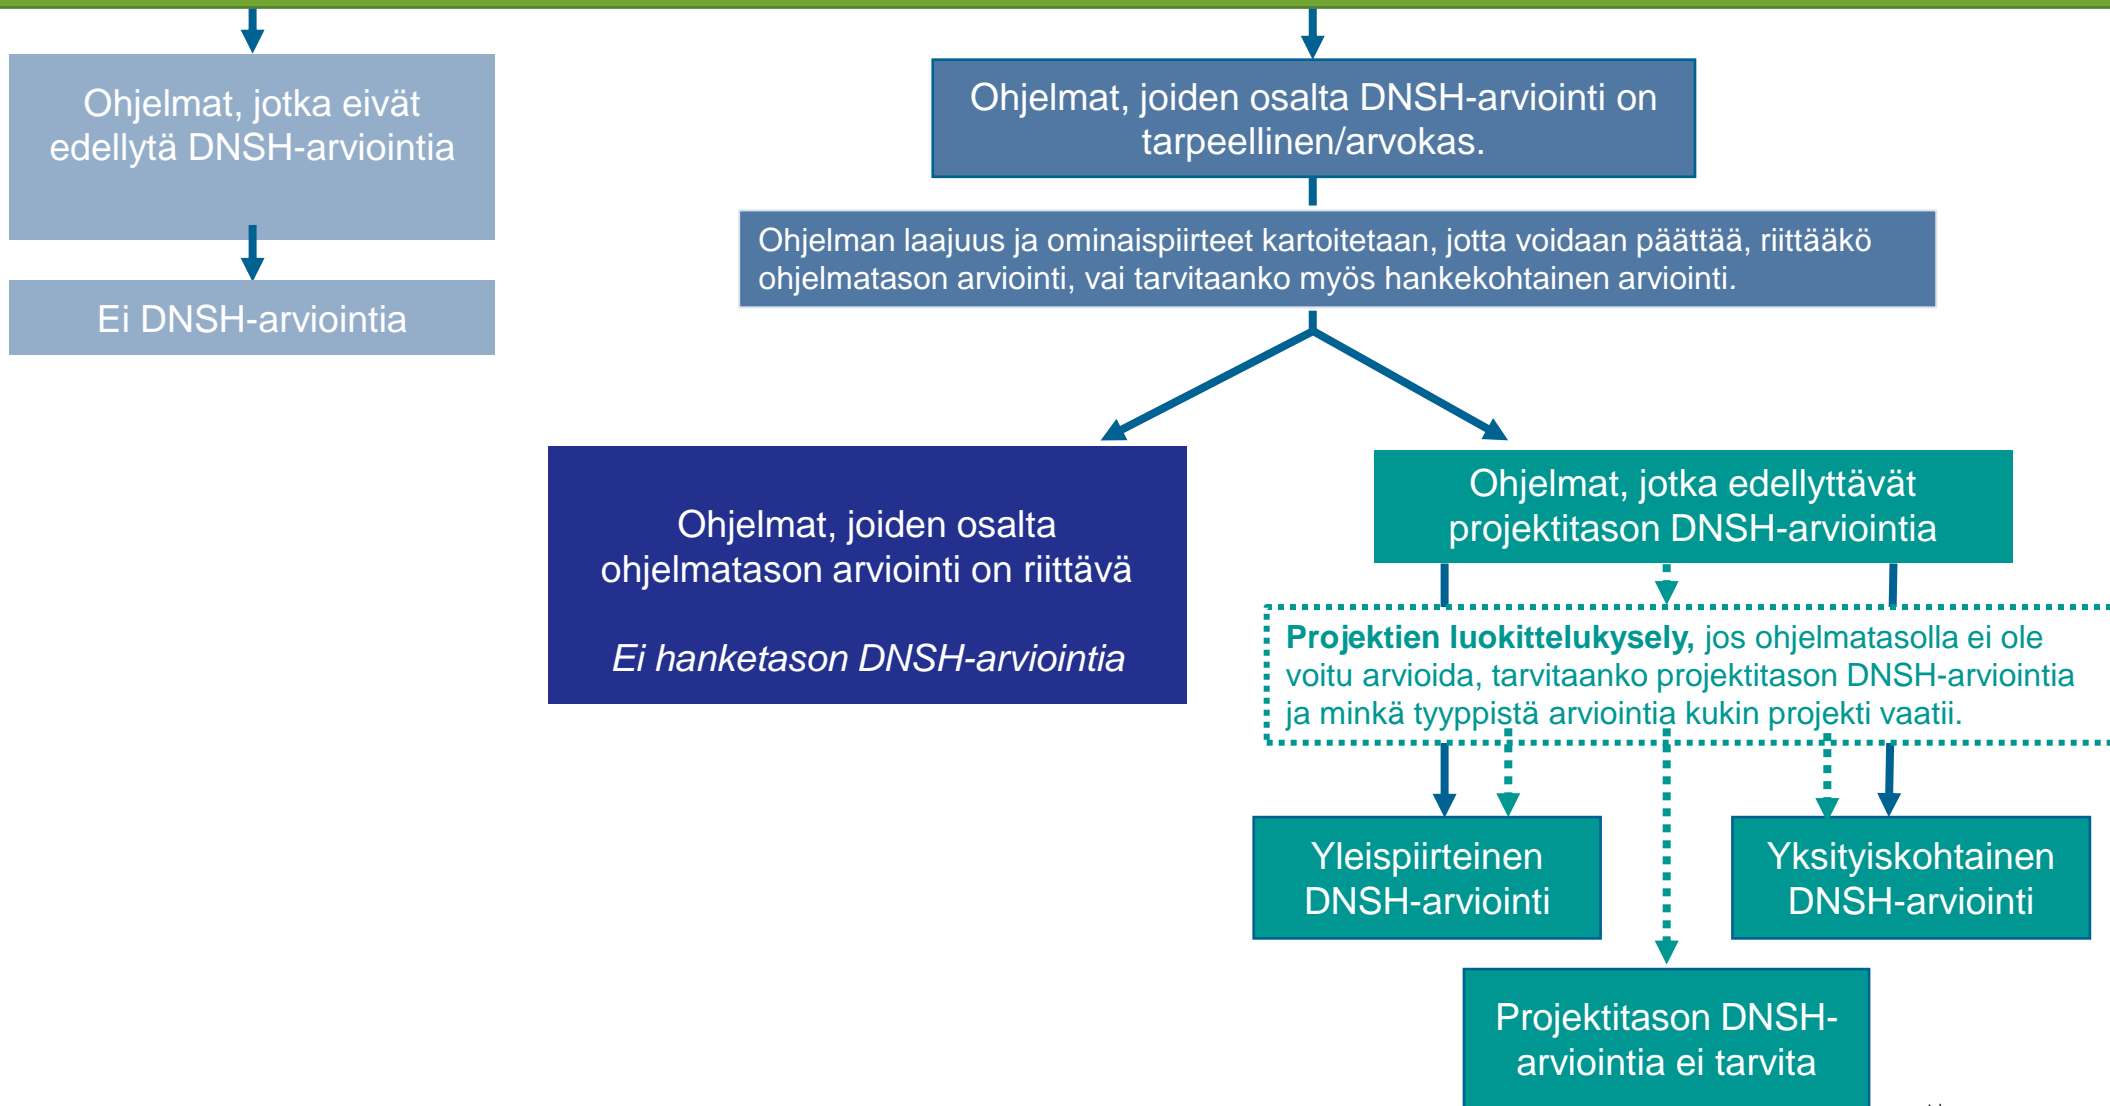 Ohjelmat, jotka eivät
edellytä DNSH-arviointia
Ei DNSH-arviointia
Ohjelmat, joiden osalta DNSH-arviointi on
tarpeellinen/arvokas.
Ohjelman laajuus ja ominaispiirteet kartoitetaan, jotta voidaan päättää, riittääkö
ohjelmatason arviointi, vai tarvitaanko myös hankekohtainen arviointi.
Ohjelmat, joiden osalta
ohjelmatason arviointi on riittävä
Ei hanketason DNSH-arviointia
Ohjelmat, jotka edellyttävät
projektitason DNSH-arviointia
Projektien luokittelukysely, jos ohjelmatasolla ei ole
voitu arvioida, tarvitaanko projektitason DNSH-arviointia
ja minkä tyyppistä arviointia kukin projekti vaatii.
Yleispiirteinen
DNSH-arviointi
Yksityiskohtainen
DNSH-arviointi
Projektitason DNSH-
arviointia ei tarvita